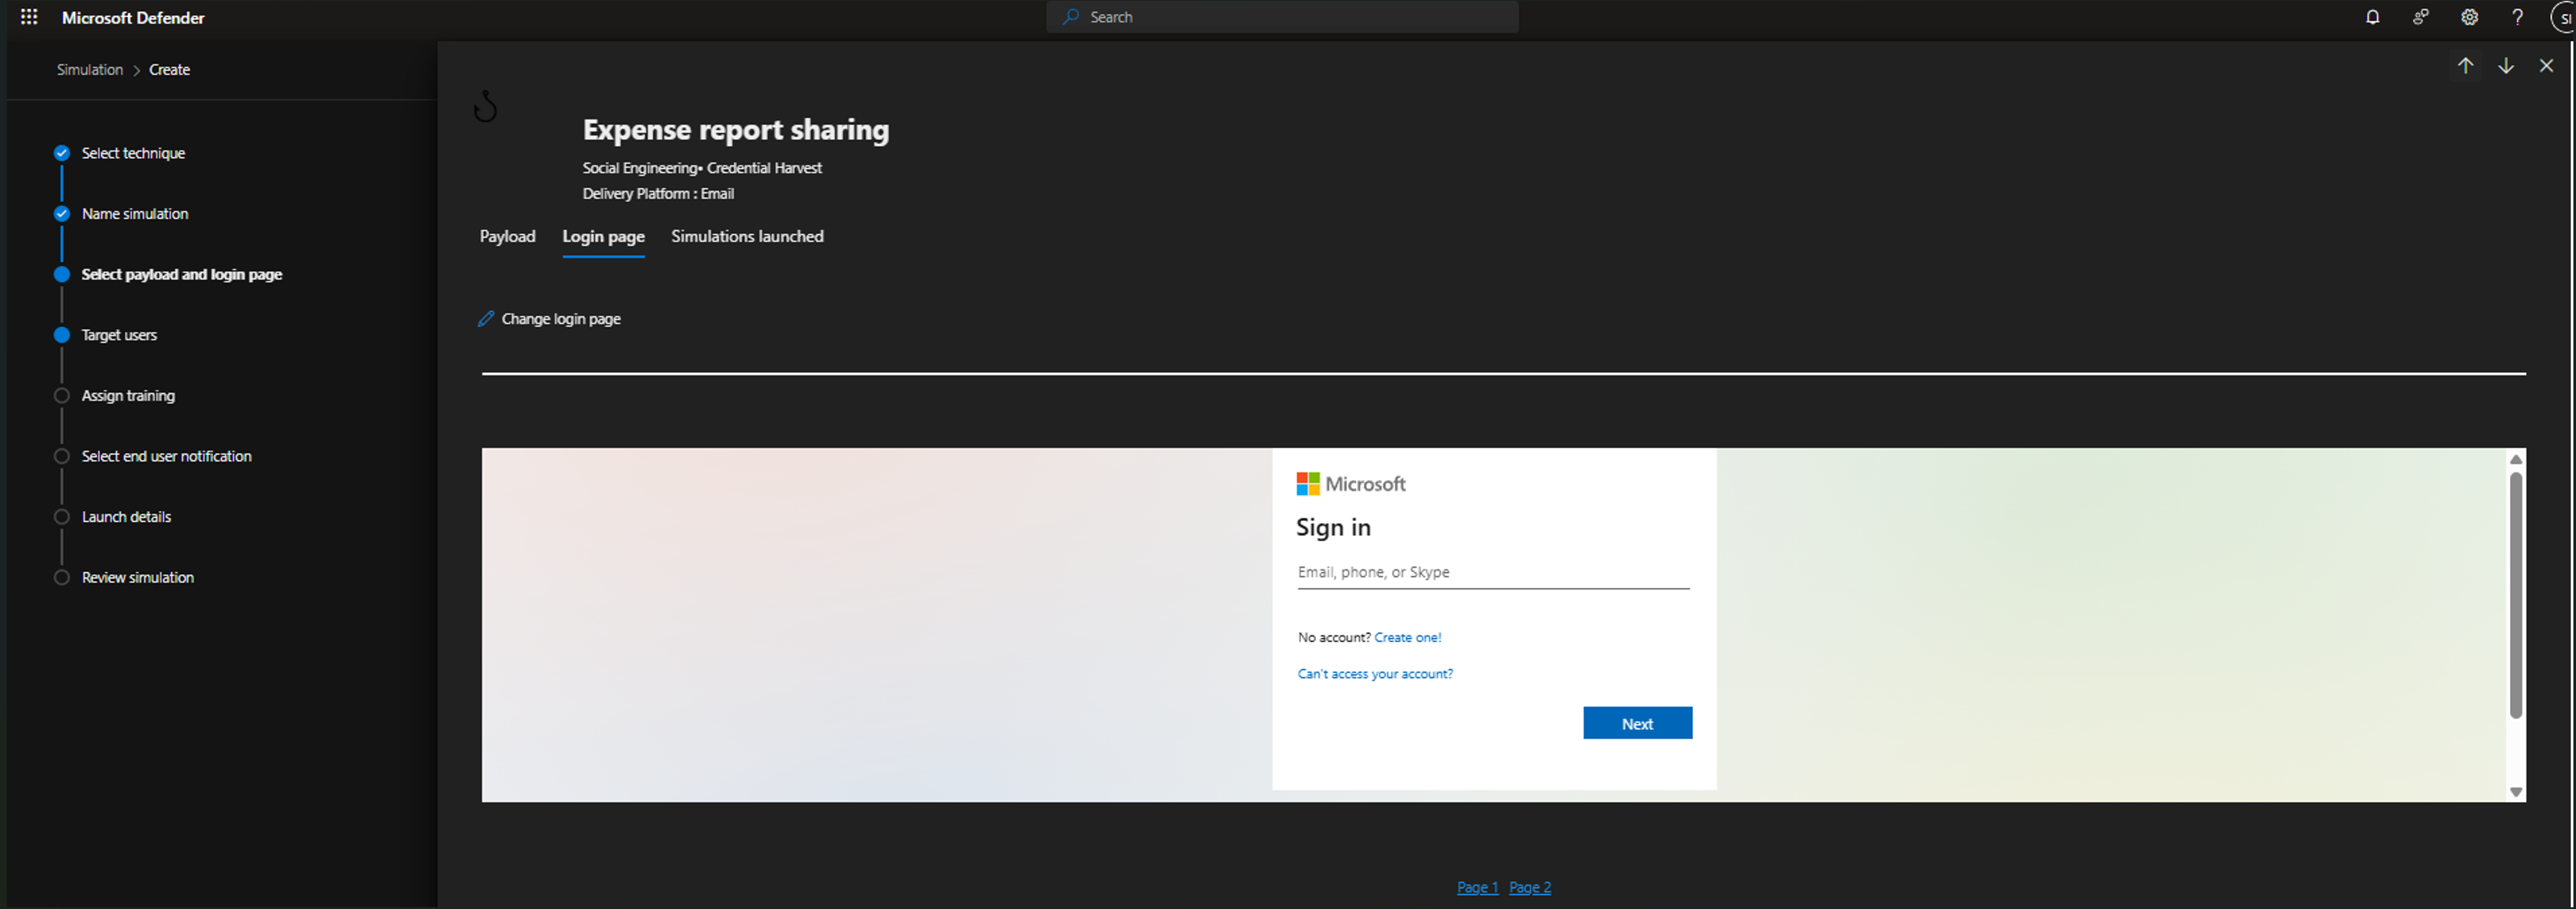 Microsoft Defender
Search
SI
Simulation > Create
Select technique
Name simulation
Select payload and login page
Target users
Assign training
Select end user notification
Launch details
Review simulation
Expense report sharing
Social Engineering• Credential Harvest
Delivery Platform : Email
Payload Login page Simulations launched
Change login page
Microsoft
Sign in
Email, phone, or Skype
No account? Create one!
Can't access your account?
Next
Page 1 Page 2